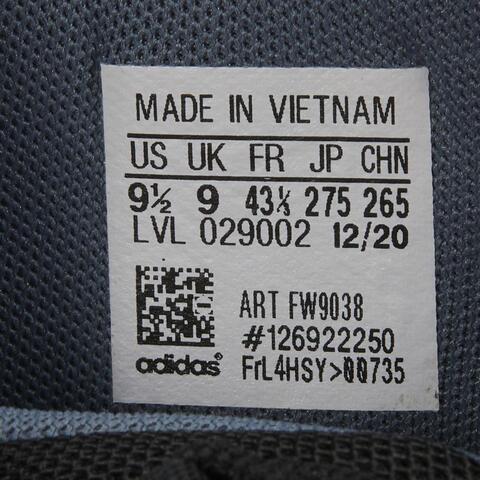 MADE IN VIETNAM
US UK FR JP CHN
9½ 9 43⅓ 275 265
LVL 029002 12/20
ART FW9038
#126922250
adidas FrL4HSY>00735